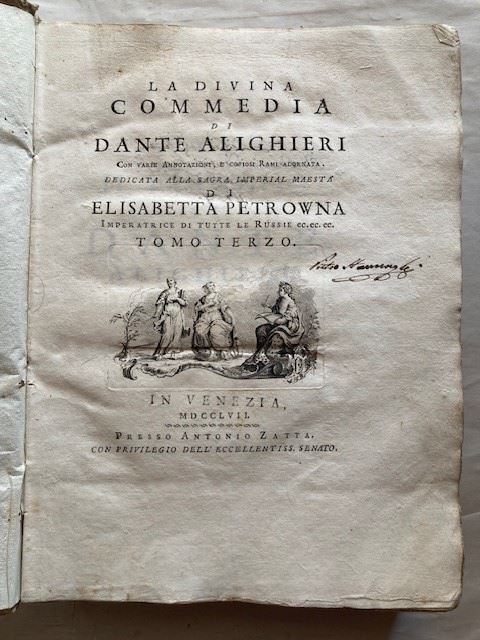 LA DIVINA
COMMEDIA
DI
DANTE ALIGHIERI
CON VARIE ANNOTAZIONI, E COPIOSI RAMI ADORNATA.
DEDICATA ALLA SAGRA IMPERIAL MAESTÀ
DI
ELISABETTA PETROWNA
IMPERATRICE DI TUTTE LE RUSSIE ec. ec. ec.
TOMO TERZO.
Pietro
IN VENEZIA,
MDCCLVII.
PRESSO ANTONIO ZATTA.
CON PRIVILEGIO DELL' ECCELLENTISS. SENATO.